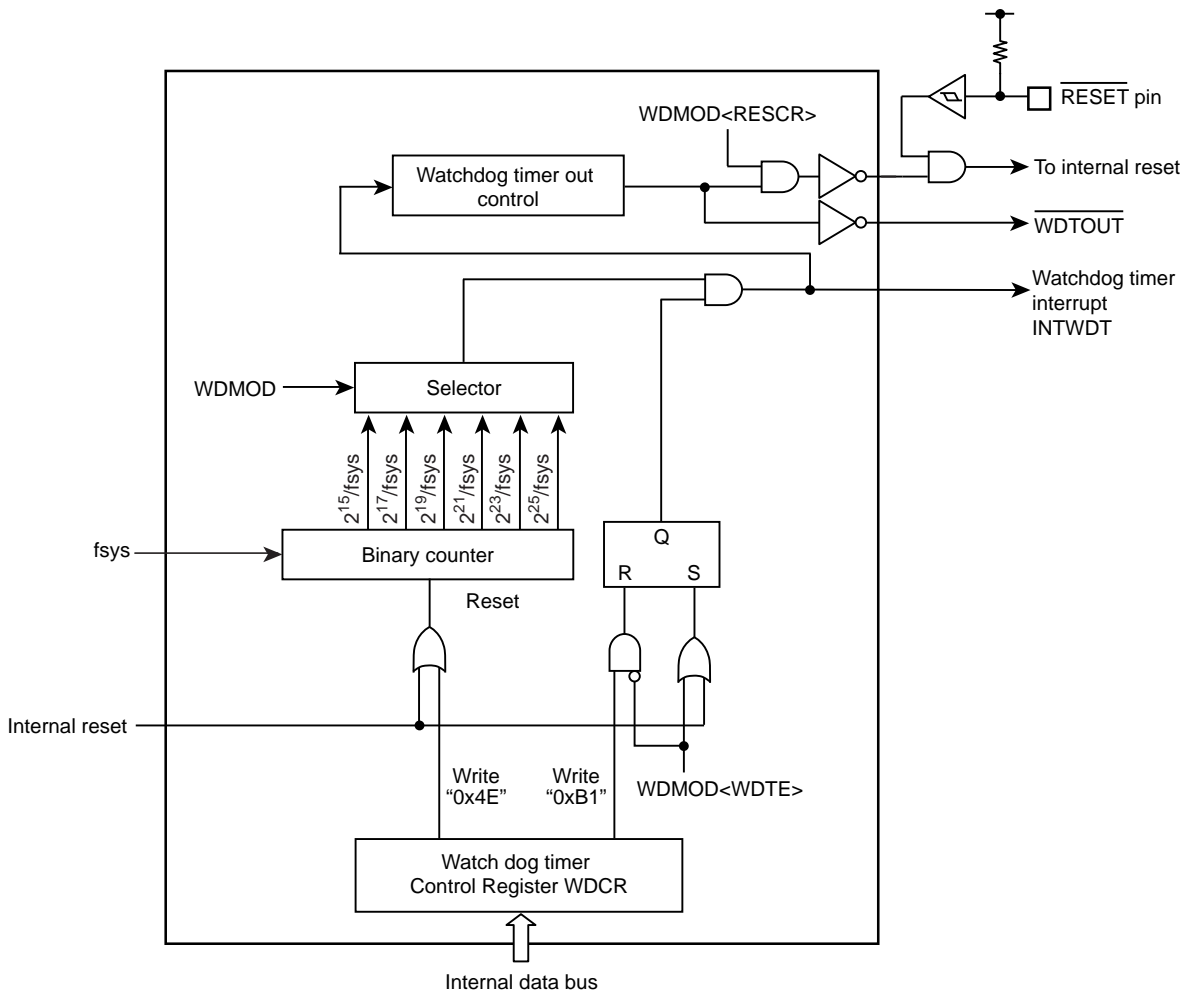 RESET pin
WDMOD<RESCR>
To internal reset
Watchdog timer out
control
WDTOUT
Watchdog timer
interrupt
INTWDT
WDMOD
Selector
2^15/fsys
2^17/fsys
2^19/fsys
2^21/fsys
2^23/fsys
2^25/fsys
fsys
Binary counter
Q
R
S
Reset
Internal reset
Write
“0x4E”
Write
“0xB1”
WDMOD<WDTE>
Watch dog timer
Control Register WDCR
Internal data bus